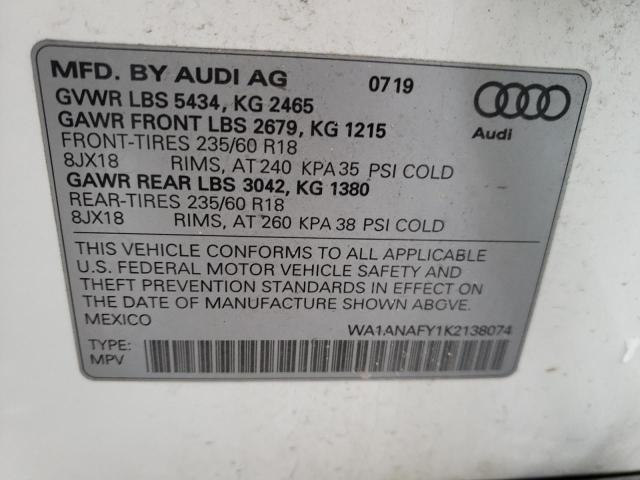 MFD. BY AUDI AG 0719
GVWR LBS 5434, KG 2465
GAWR FRONT LBS 2679, KG 1215
Audi
FRONT-TIRES 235/60 R18
8JX18 RIMS, AT 240 KPA 35 PSI COLD
GAWR REAR LBS 3042, KG 1380
REAR-TIRES 235/60 R18
8JX18 RIMS, AT 260 KPA 38 PSI COLD
THIS VEHICLE CONFORMS TO ALL APPLICABLE
U.S. FEDERAL MOTOR VEHICLE SAFETY AND
THEFT PREVENTION STANDARDS IN EFFECT ON
THE DATE OF MANUFACTURE SHOWN ABOVE.
MEXICO WA1ANAFY1K2138074
TYPE:
MPV